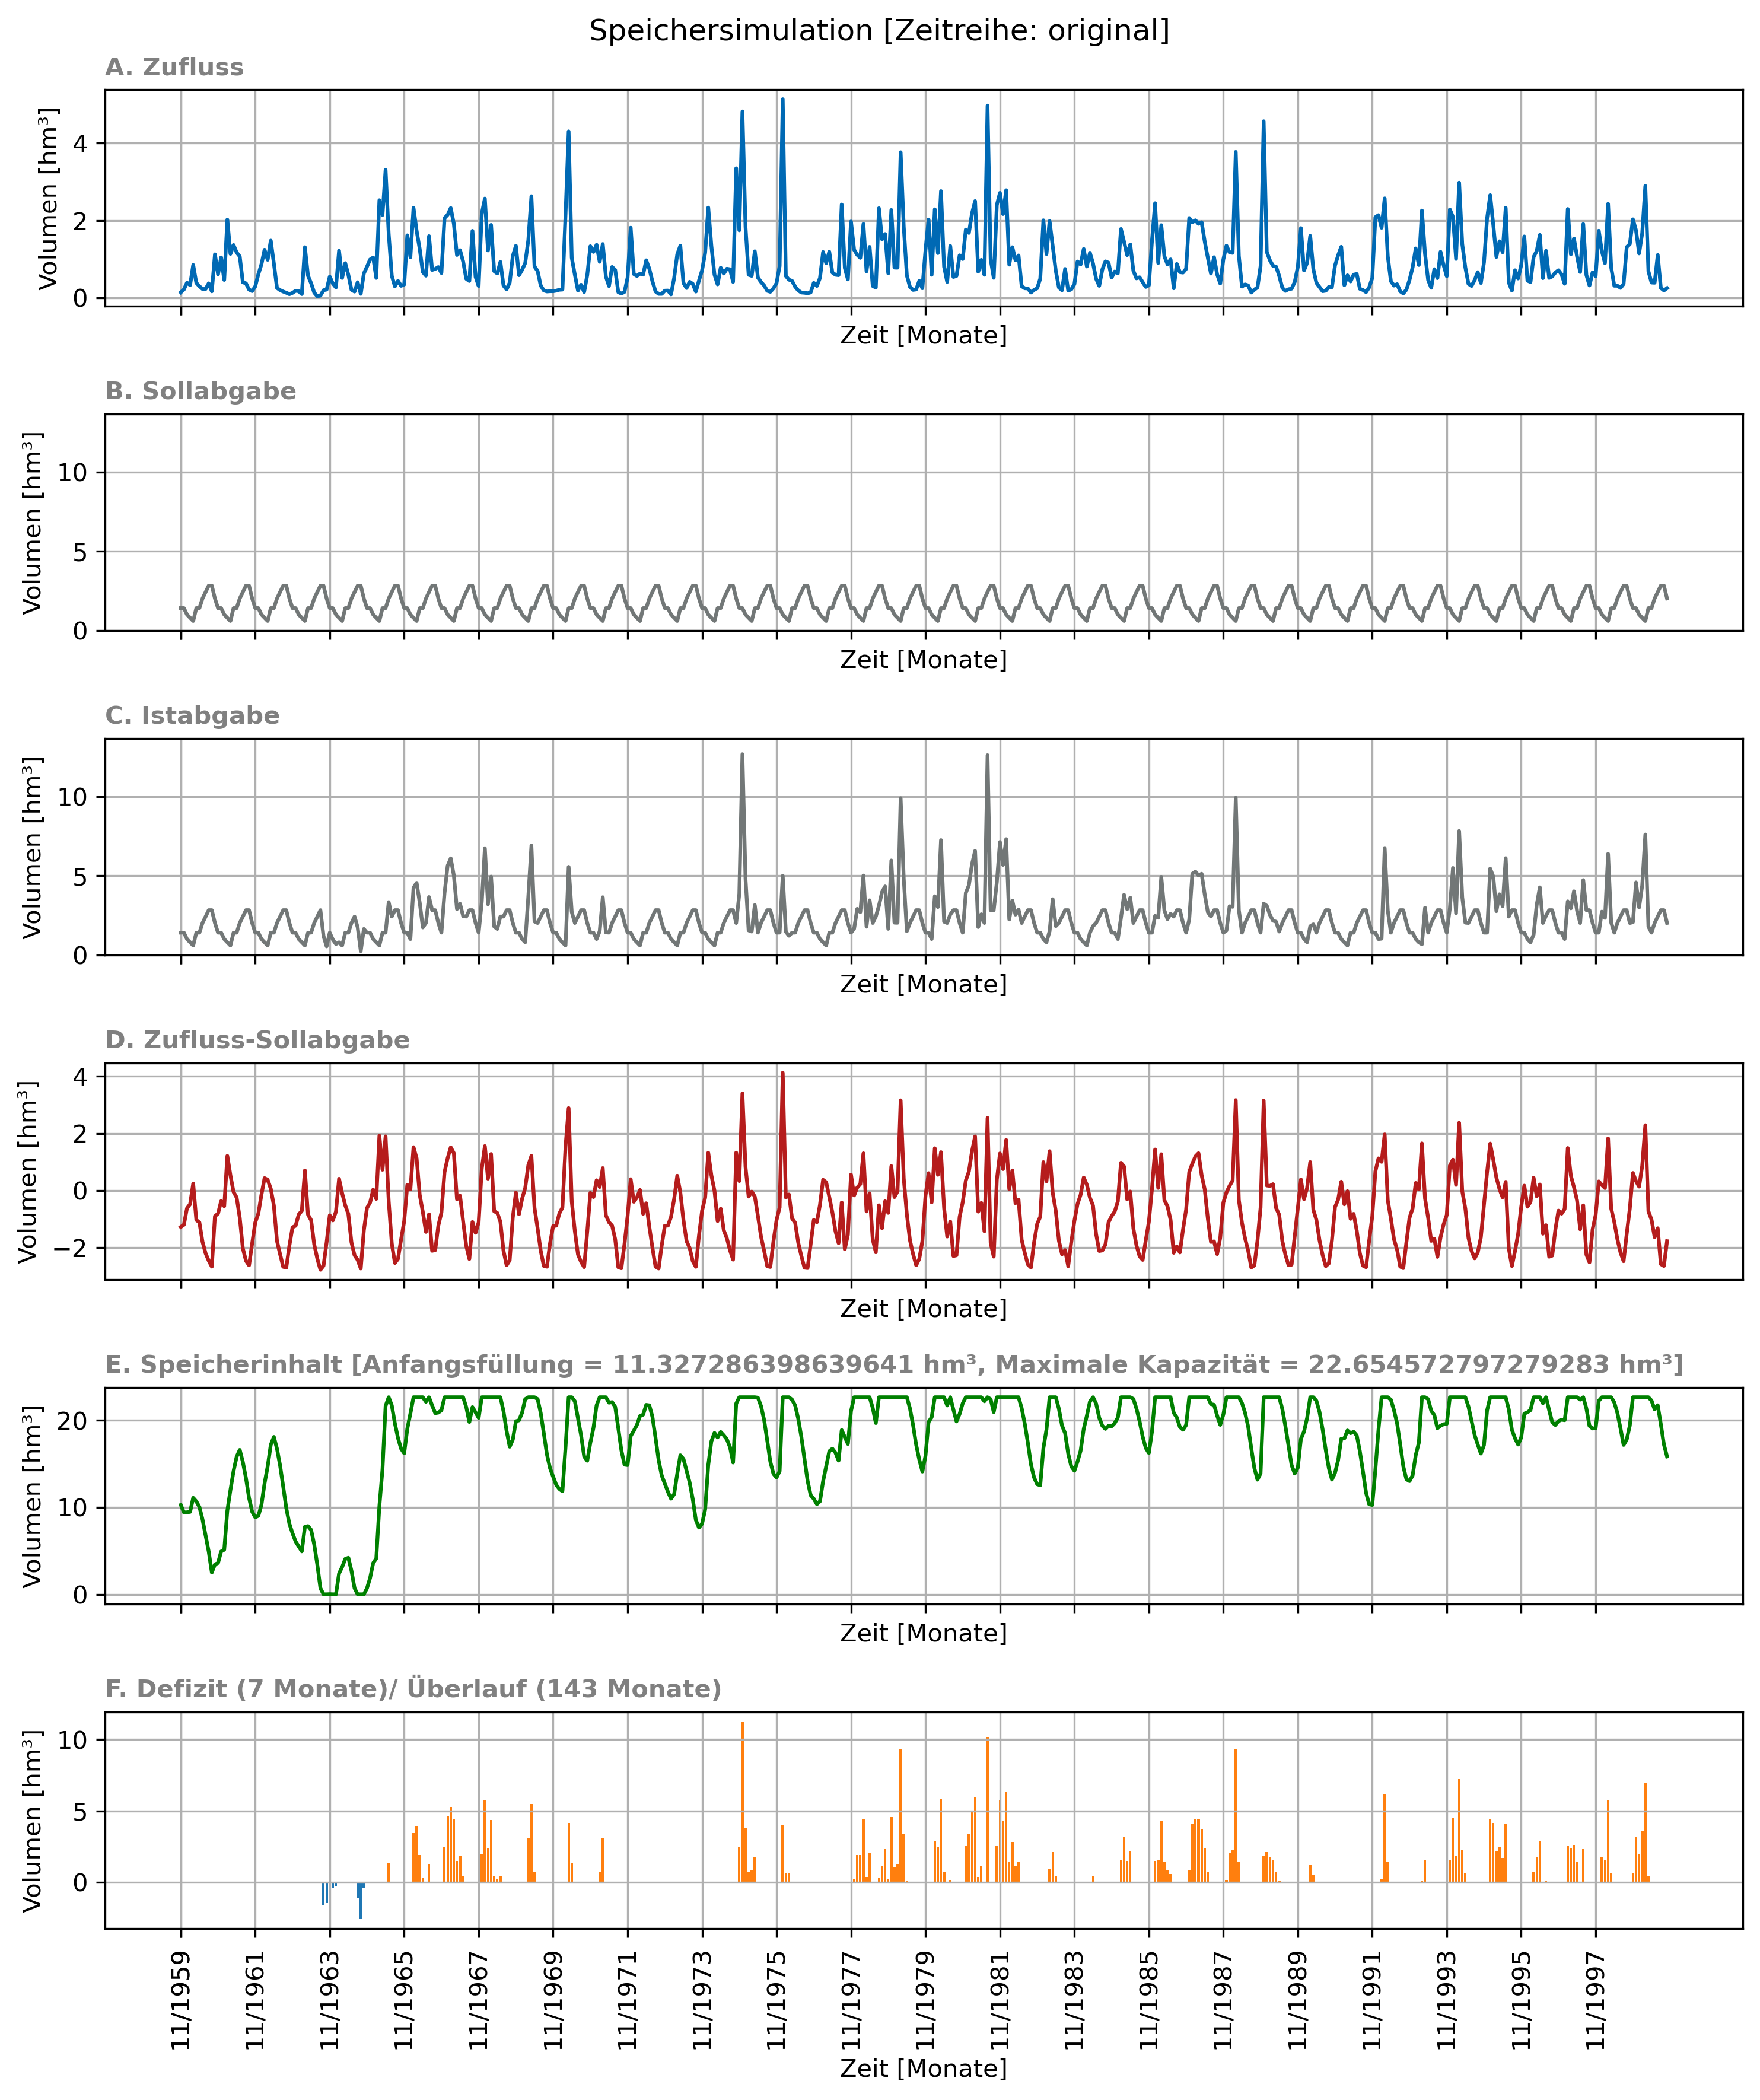 Speichersimulation [Zeitreihe: original]
A. Zufluss
Volumen [hm³]
4
2
0
Zeit [Monate]
B. Sollabgabe
Volumen [hm³]
10
5
0
Zeit [Monate]
C. Istabgabe
Volumen [hm³]
10
5
0
Zeit [Monate]
D. Zufluss-Sollabgabe
Volumen [hm³]
4
2
0
−2
Zeit [Monate]
E. Speicherinhalt [Anfangsfüllung = 11.327286398639641 hm³, Maximale Kapazität = 22.654572797279283 hm³]
Volumen [hm³]
20
10
0
Zeit [Monate]
F. Defizit (7 Monate)/ Überlauf (143 Monate)
Volumen [hm³]
10
5
0
11/1959
11/1961
11/1963
11/1965
11/1967
11/1969
11/1971
11/1973
11/1975
11/1977
11/1979
11/1981
11/1983
11/1985
11/1987
11/1989
11/1991
11/1993
11/1995
11/1997
Zeit [Monate]